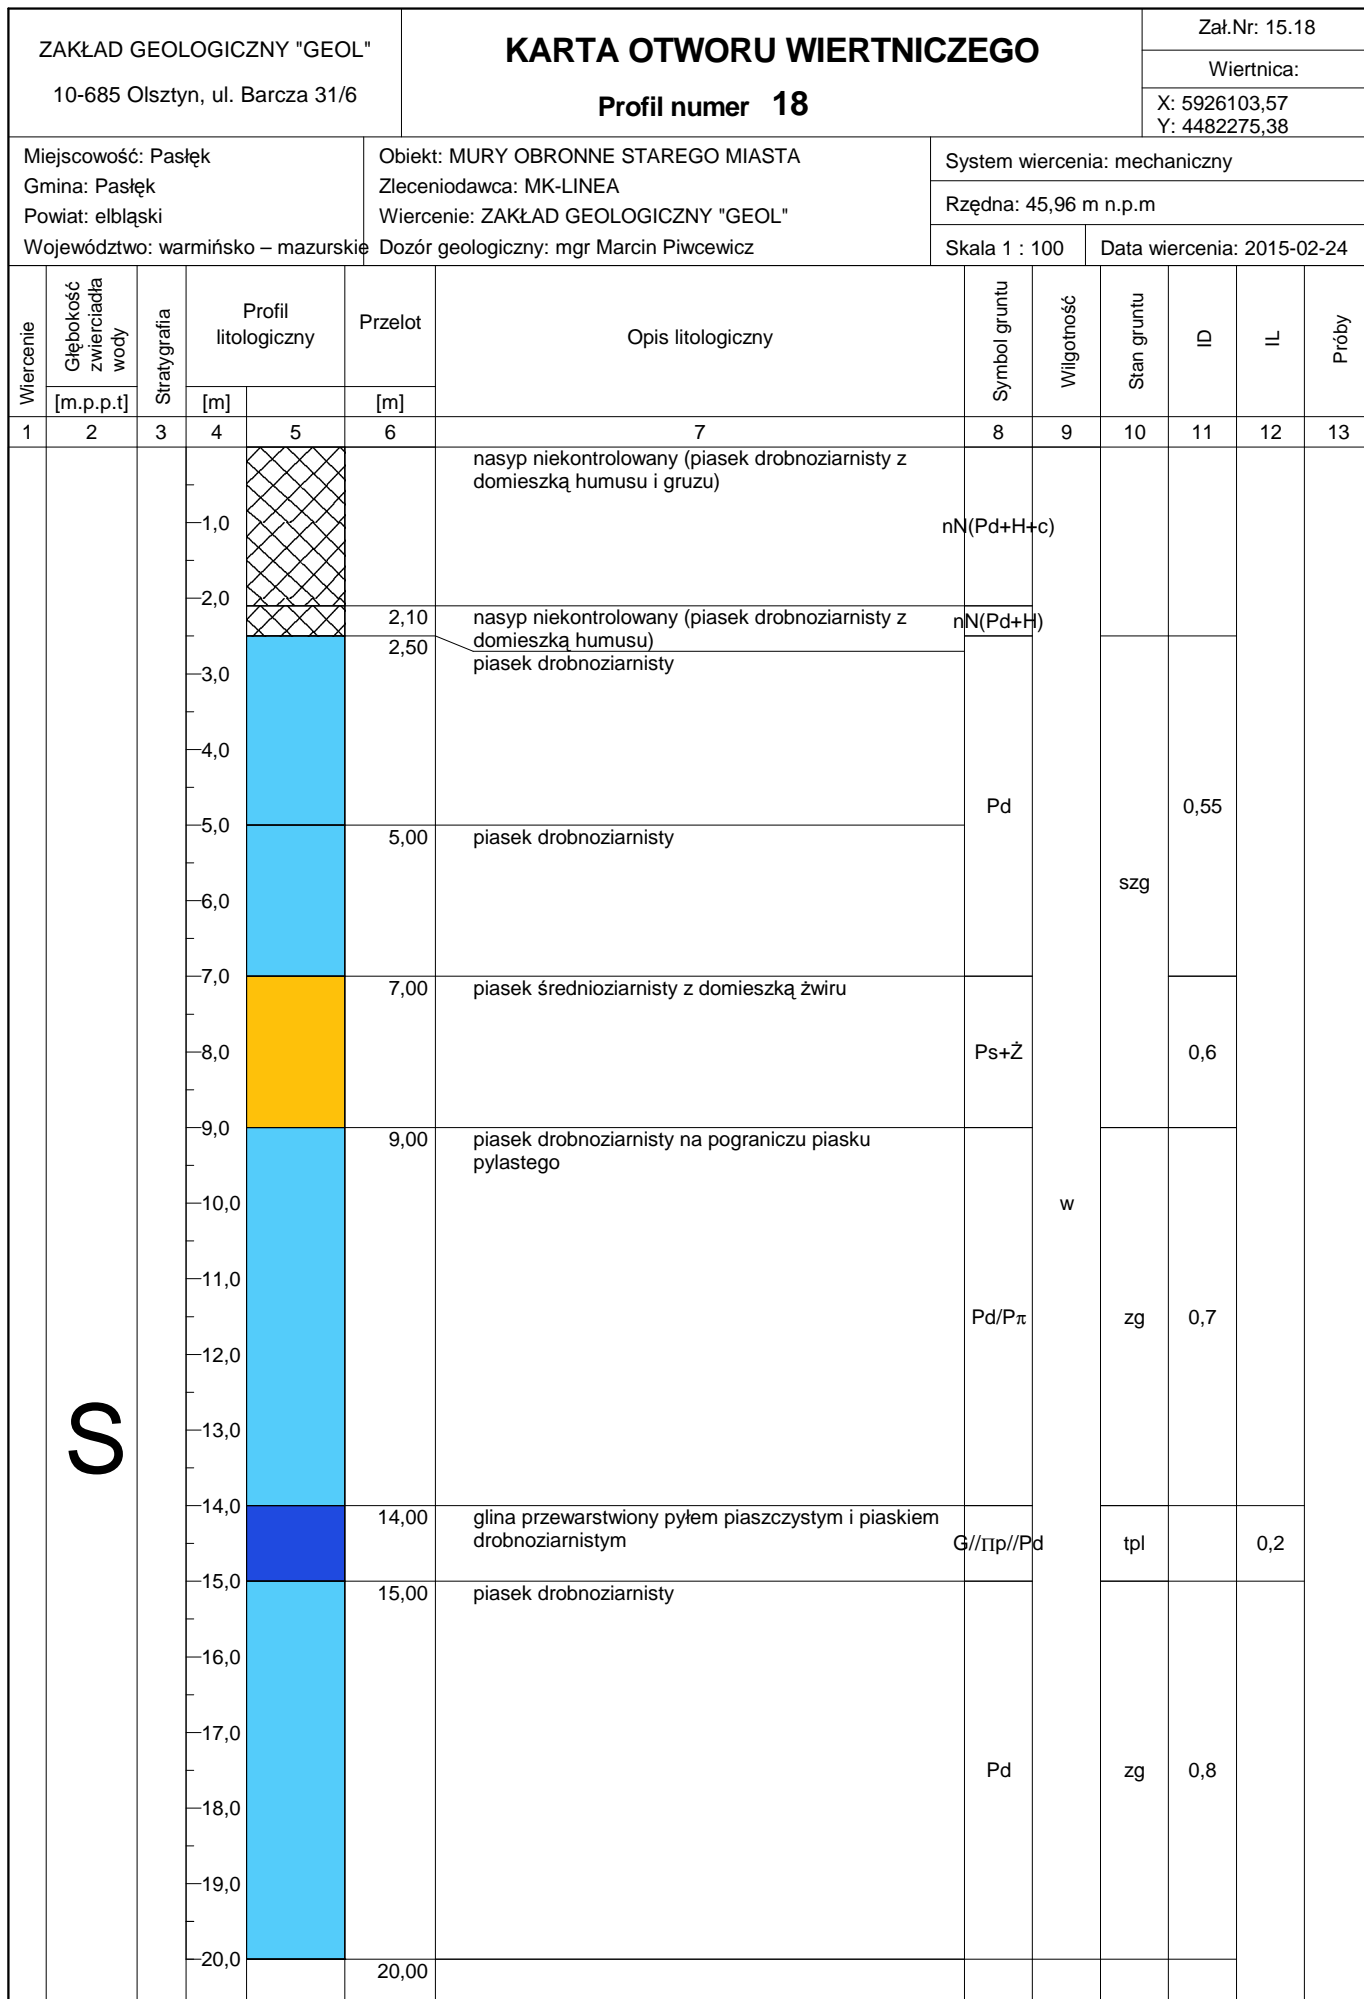 ZAKŁAD GEOLOGICZNY "GEOL"
10-685 Olsztyn, ul. Barcza 31/6
KARTA OTWORU WIERTNICZEGO
Profil numer 18
Zał.Nr: 15.18
Wiertnica:
X: 5926103,57
Y: 4482275,38
Miejscowość: Pasłęk
Gmina: Pasłęk
Powiat: elbląski
Województwo: warmińsko – mazurskie
Obiekt: MURY OBRONNE STAREGO MIASTA
Zleceniodawca: MK-LINEA
Wiercenie: ZAKŁAD GEOLOGICZNY "GEOL"
Dozór geologiczny: mgr Marcin Piwcewicz
System wiercenia: mechaniczny
Rzędna: 45,96 m n.p.m
Skala 1 : 100
Data wiercenia: 2015-02-24
Wiercenie
Głębokość
zwierciadła
wody
[m.p.p.t]
Stratygrafia
Profil
litologiczny
[m]
Przelot
[m]
Opis litologiczny
Symbol gruntu
Wilgotność
Stan gruntu
ID
IL
Próby
1 2 3 4 5 6 7 8 9 10 11 12 13
nasyp niekontrolowany (piasek drobnoziarnisty z
domieszką humusu i gruzu)
1,0
nN(Pd+H+c)
2,0
2,10
nasyp niekontrolowany (piasek drobnoziarnisty z
domieszką humusu)
nN(Pd+H)
2,50
piasek drobnoziarnisty
3,0
4,0
Pd
0,55
5,0
5,00
piasek drobnoziarnisty
szg
6,0
7,0
7,00
piasek średnioziarnisty z domieszką żwiru
8,0
Ps+Ż
0,6
9,0
9,00
piasek drobnoziarnisty na pograniczu piasku
pylastego
10,0
w
11,0
Pd/Pπ
zg
0,7
12,0
13,0
S
14,0
14,00
glina przewarstwiony pyłem piaszczystym i piaskiem
drobnoziarnistym
G//Πp//Pd
tpl
0,2
15,0
15,00
piasek drobnoziarnisty
16,0
17,0
Pd
zg
0,8
18,0
19,0
20,0
20,00